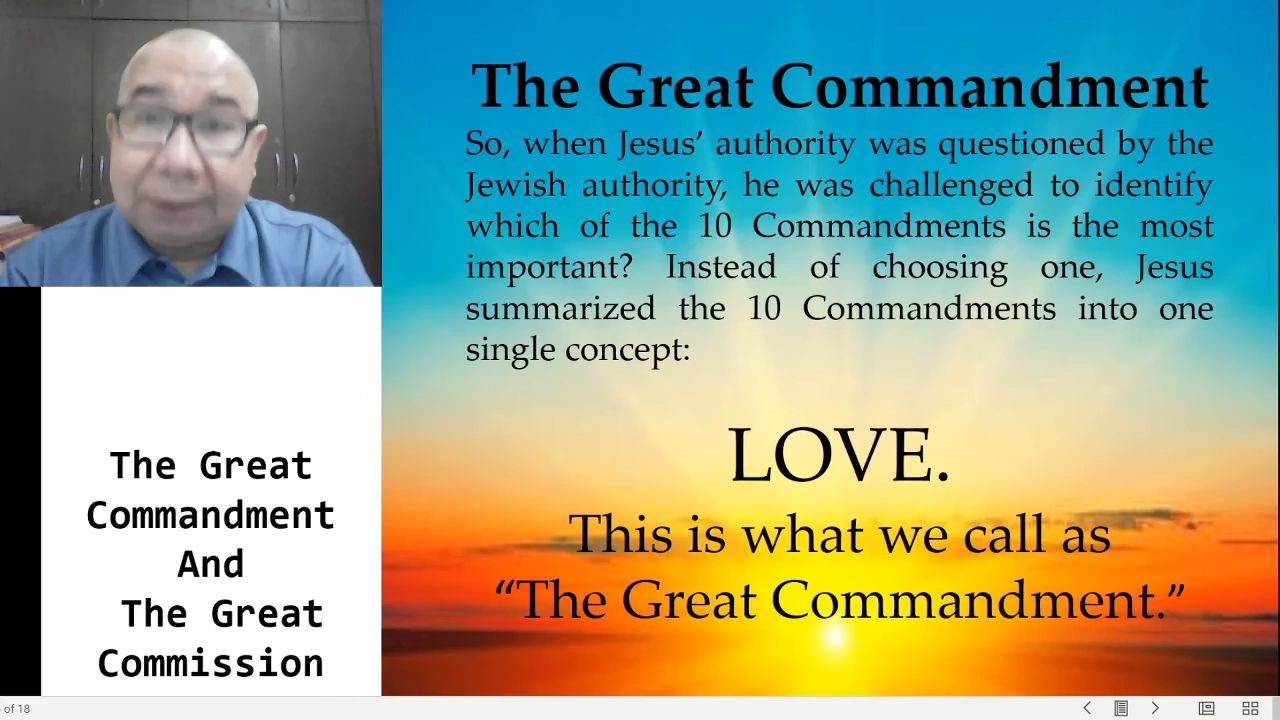 The Great Commandment
So, when Jesus’ authority was questioned by the
Jewish authority, he was challenged to identify
which of the 10 Commandments is the most
important? Instead of choosing one, Jesus
summarized the 10 Commandments into one
single concept:
LOVE.
This is what we call as
“The Great Commandment.”
The Great
Commandment
And
The Great
Commission
of 18